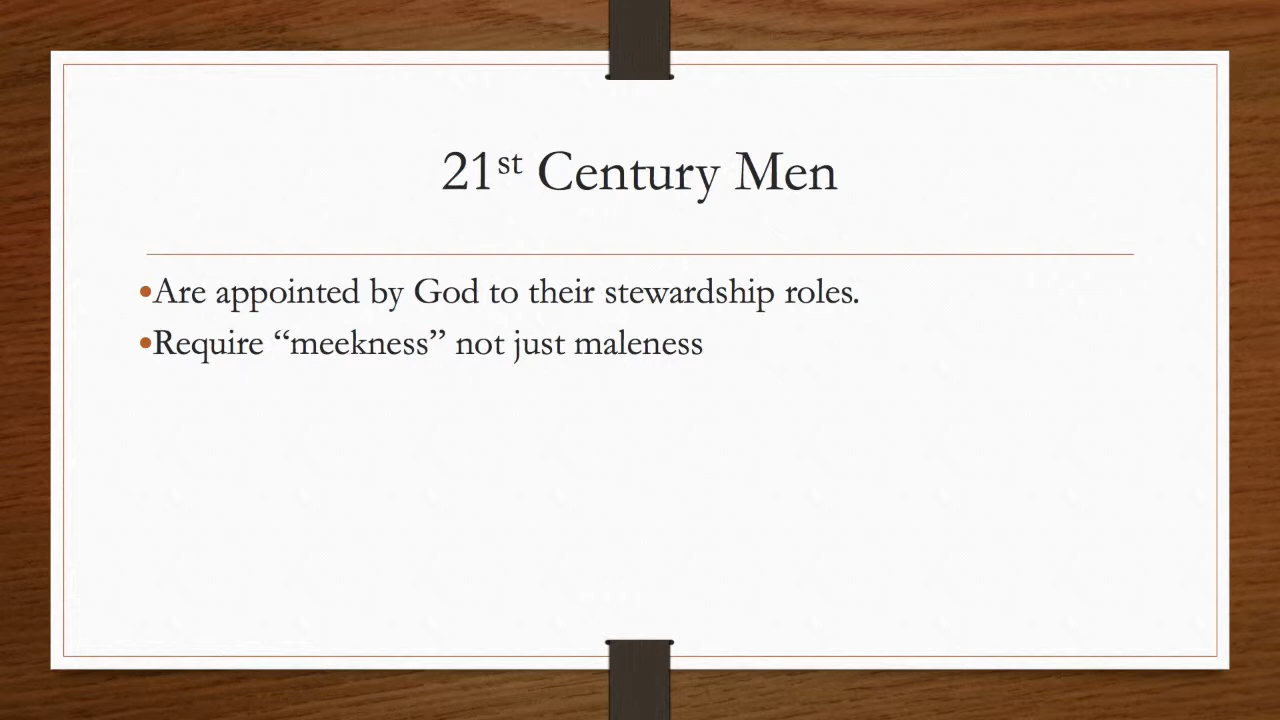 21st Century Men
•Are appointed by God to their stewardship roles.
•Require “meekness” not just maleness